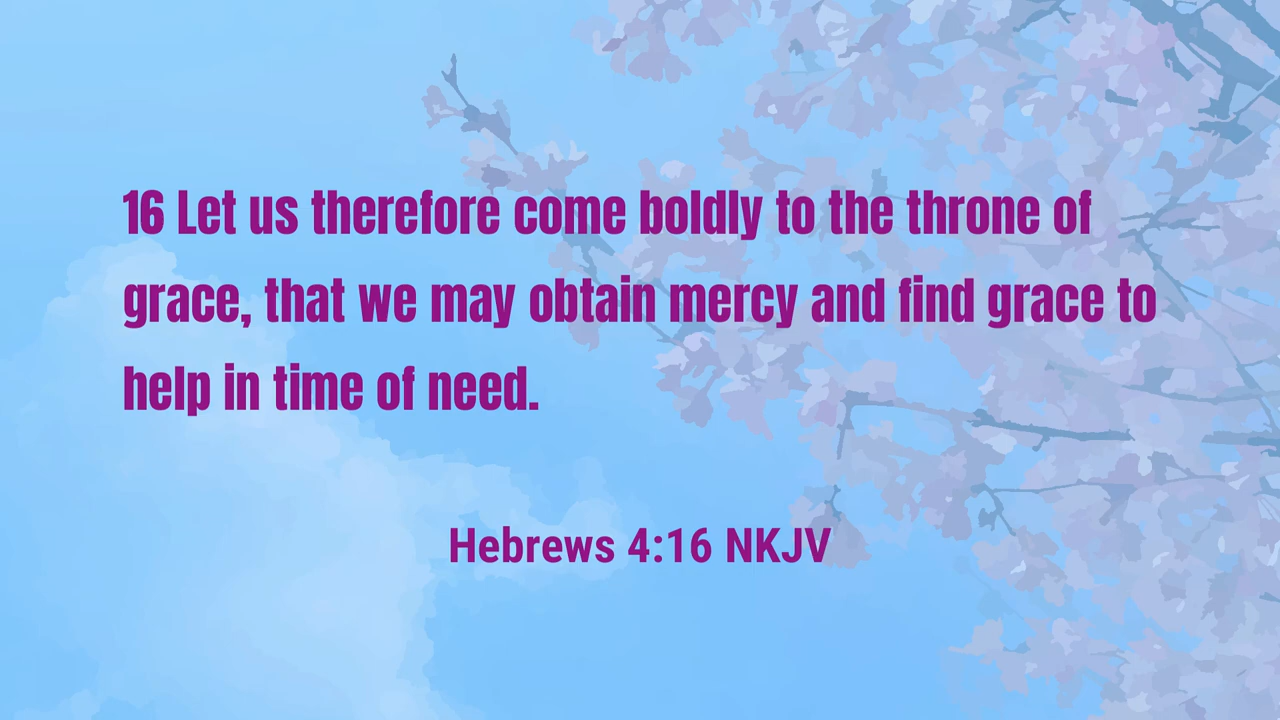 16 Let us therefore come boldly to the throne of
grace, that we may obtain mercy and find grace to
help in time of need.
Hebrews 4:16 NKJV